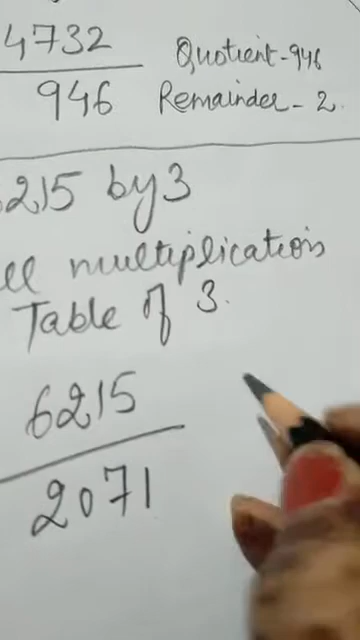 4732
Quotient-946
946
Remainder - 2.
215 by 3
multiplication
Table of 3.
6215
2071